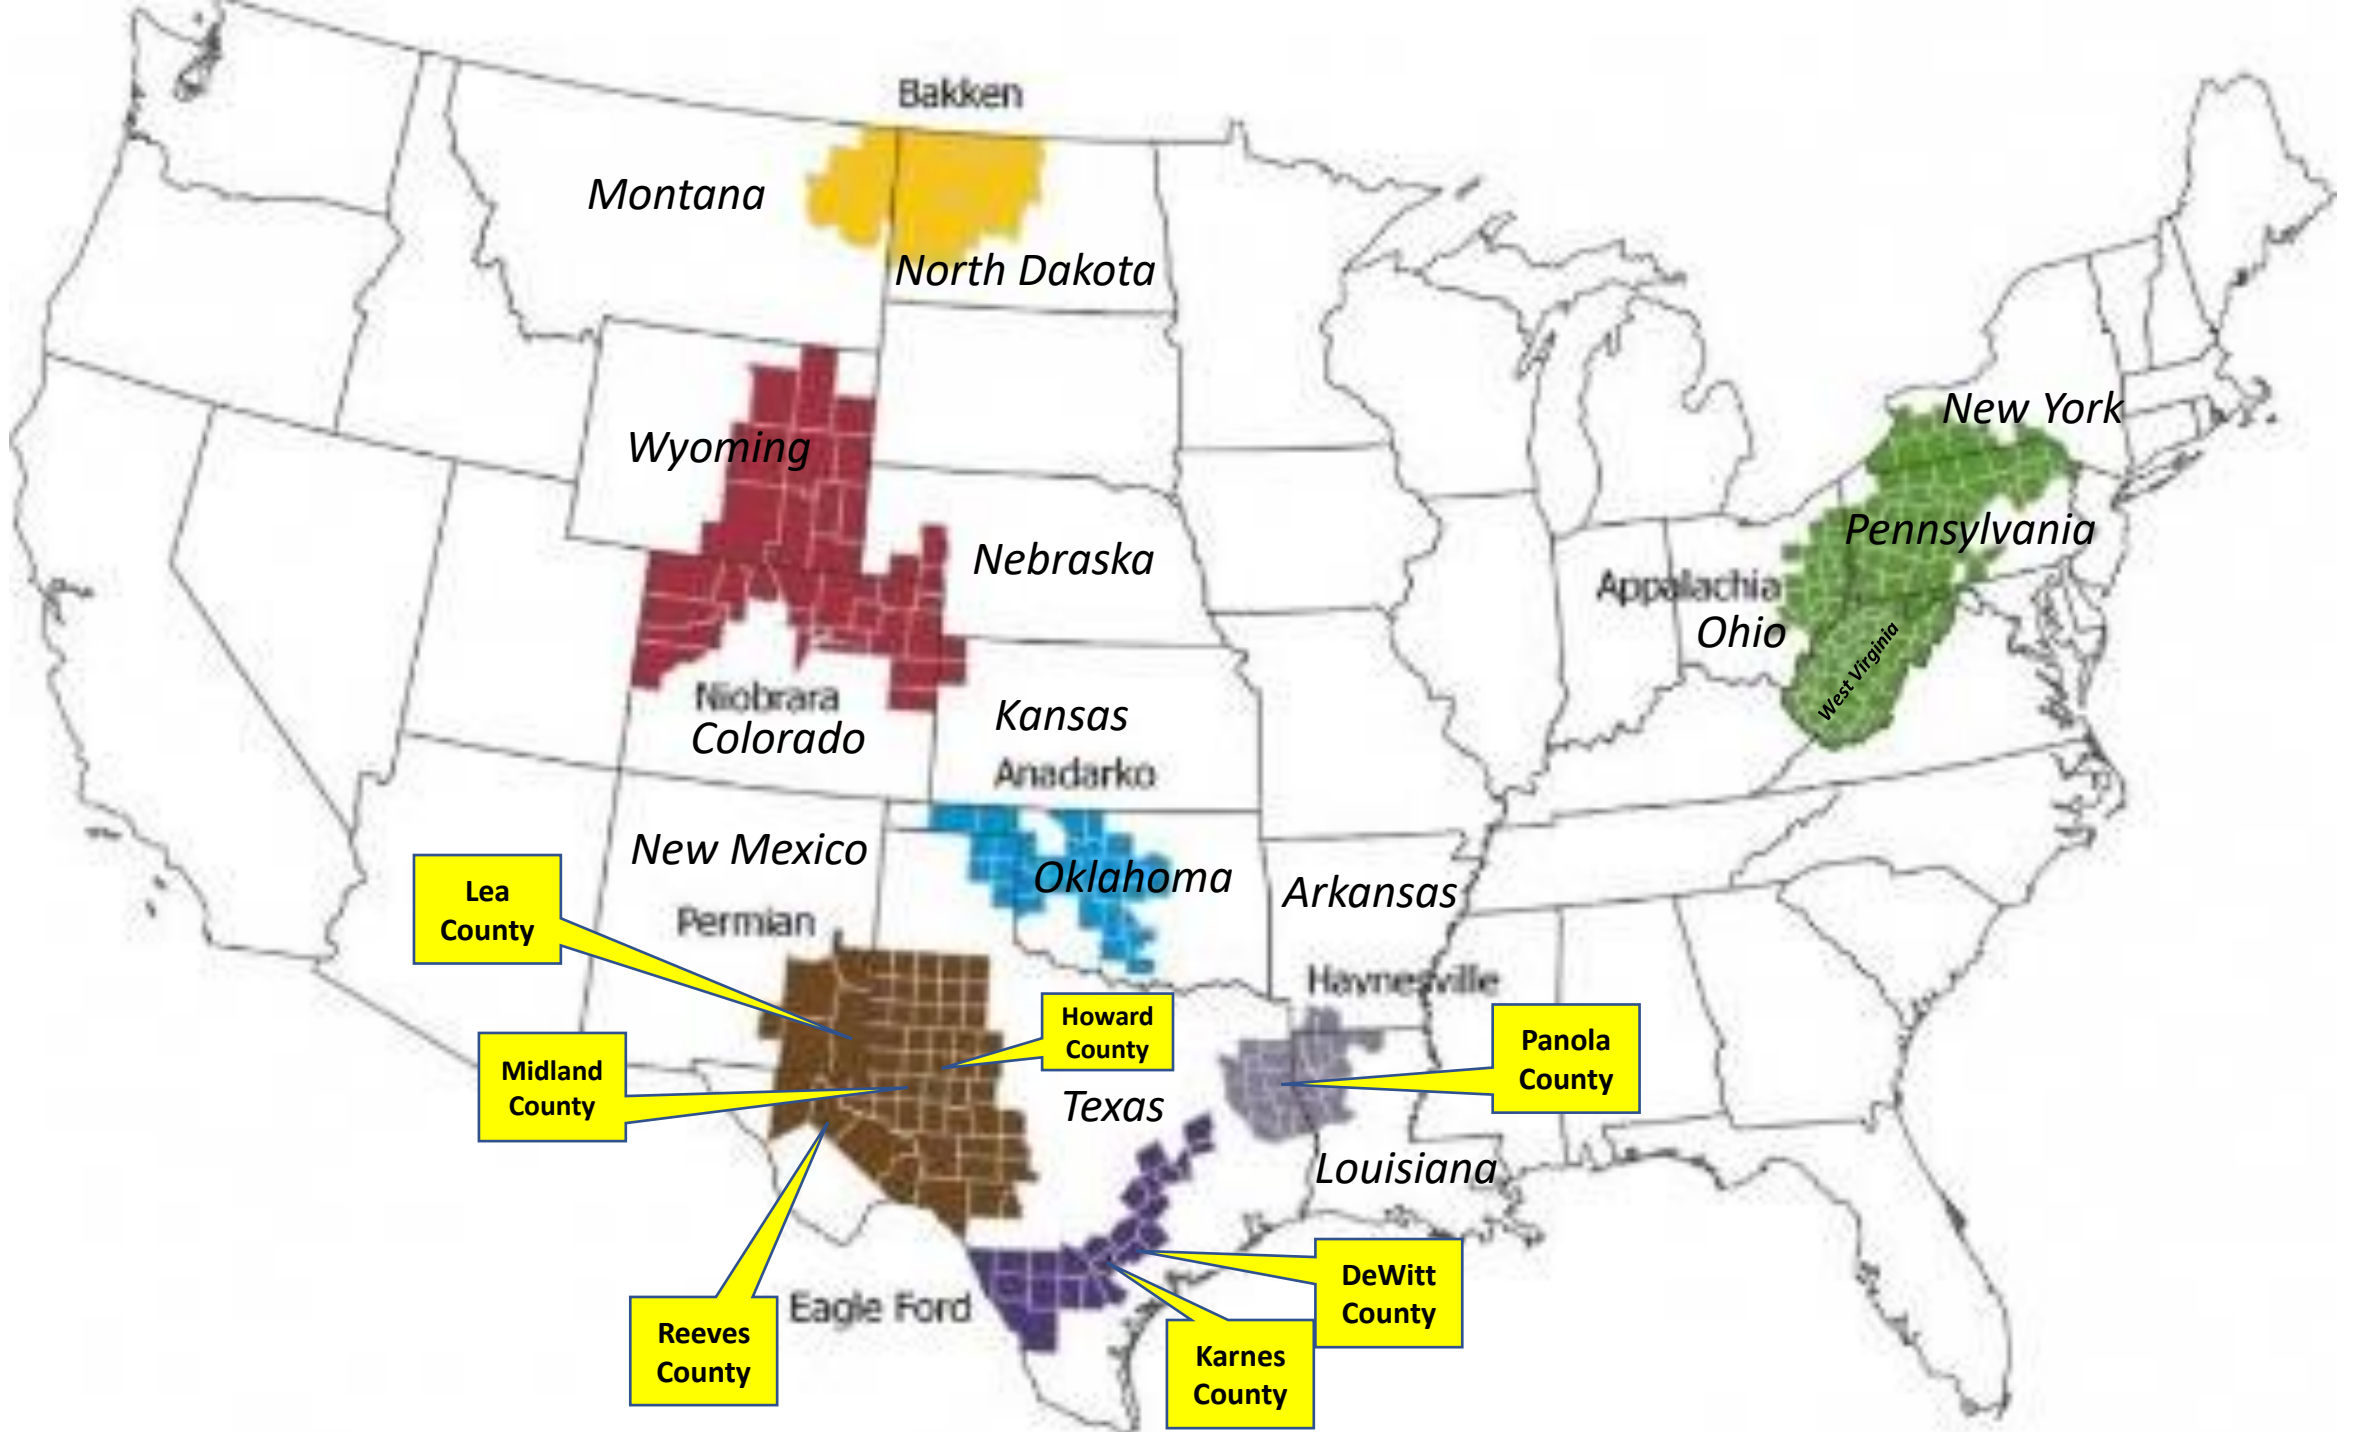 Bakken
Montana
North Dakota
New York
Wyoming
Pennsylvania
Nebraska
Appalachia
Ohio
West Virginia
Niobrara
Colorado
Kansas
Anadarko
New Mexico
Oklahoma
Arkansas
Lea
County
Permian
Haynesville
Howard
County
Panola
County
Midland
County
Texas
Louisiana
DeWitt
County
Eagle Ford
Reeves
County
Karnes
County